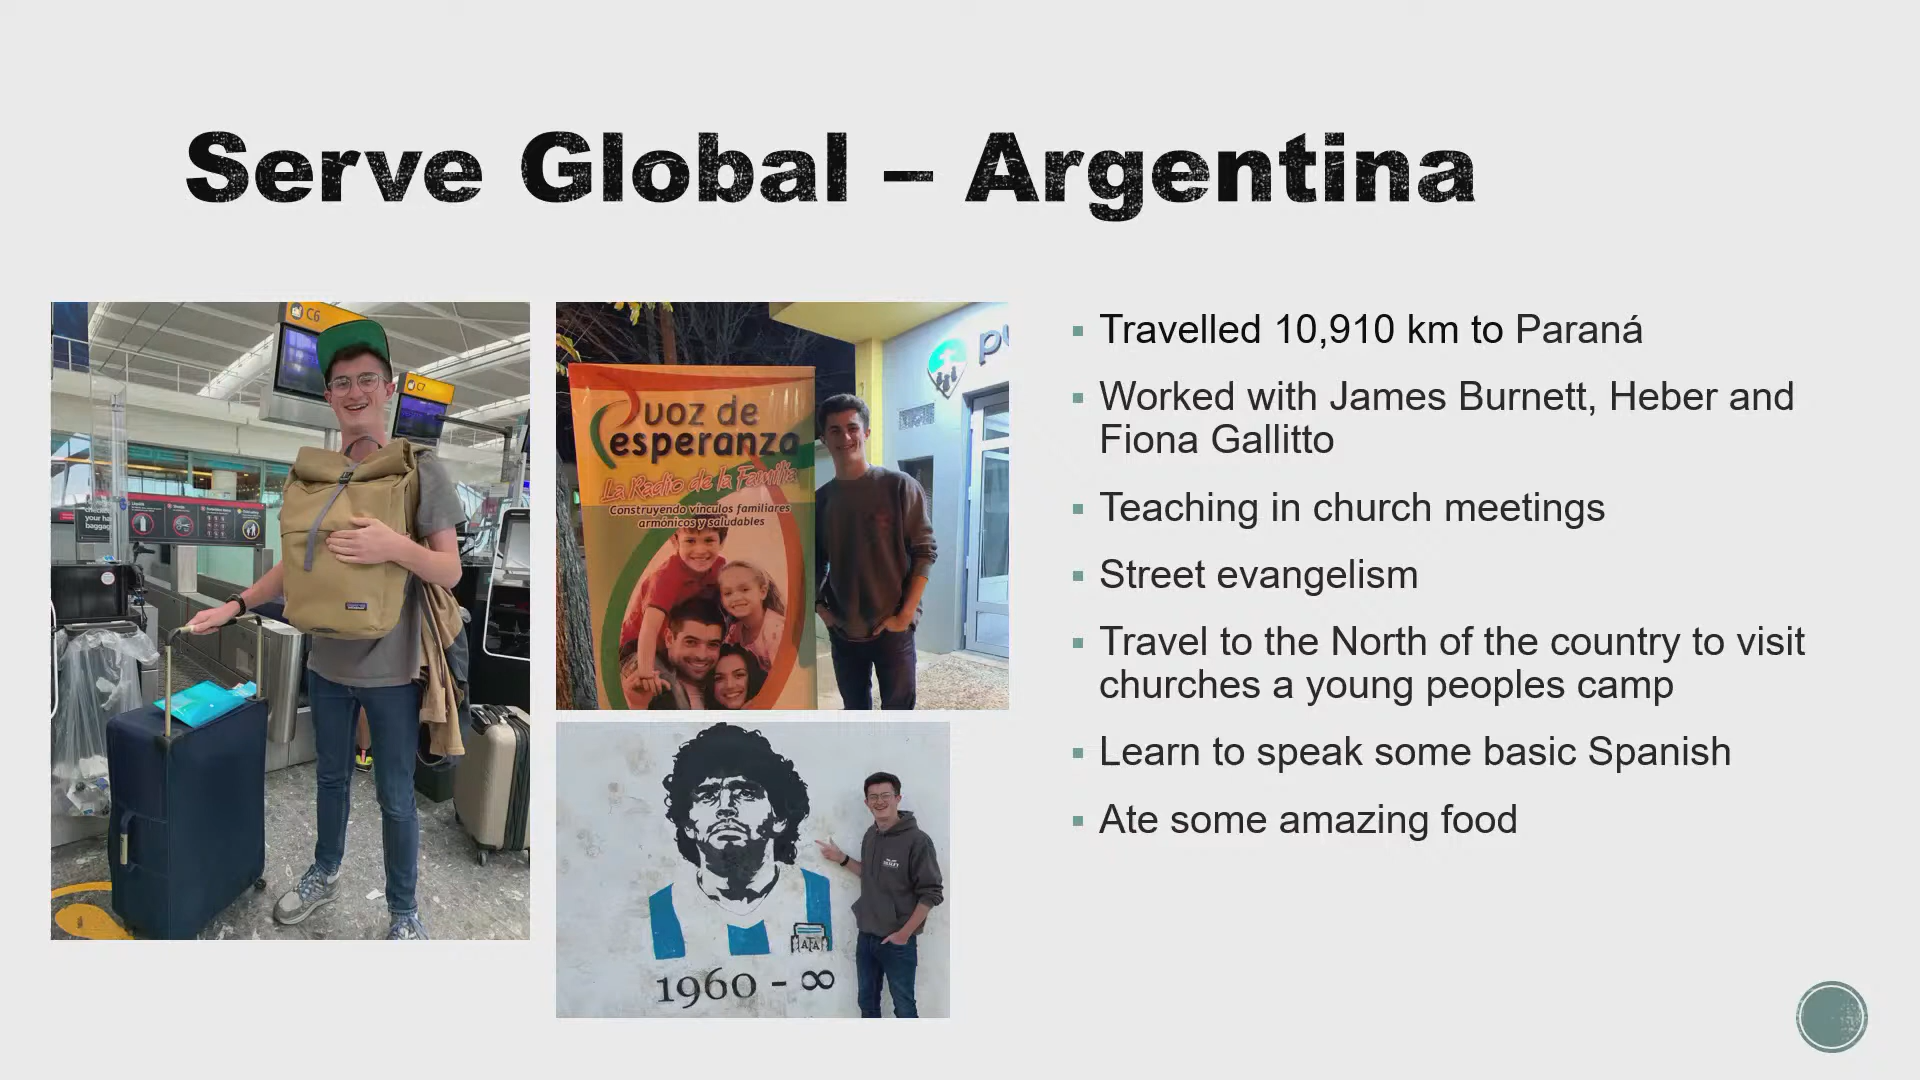 Serve Global – Argentina
C6
C7
voz de
esperanza
La Radio de la Familia
Construyendo vínculos familiares
armónicos y saludables
1960 - ∞
Travelled 10,910 km to Paraná
Worked with James Burnett, Heber and
Fiona Gallitto
Teaching in church meetings
Street evangelism
Travel to the North of the country to visit
churches a young peoples camp
Learn to speak some basic Spanish
Ate some amazing food